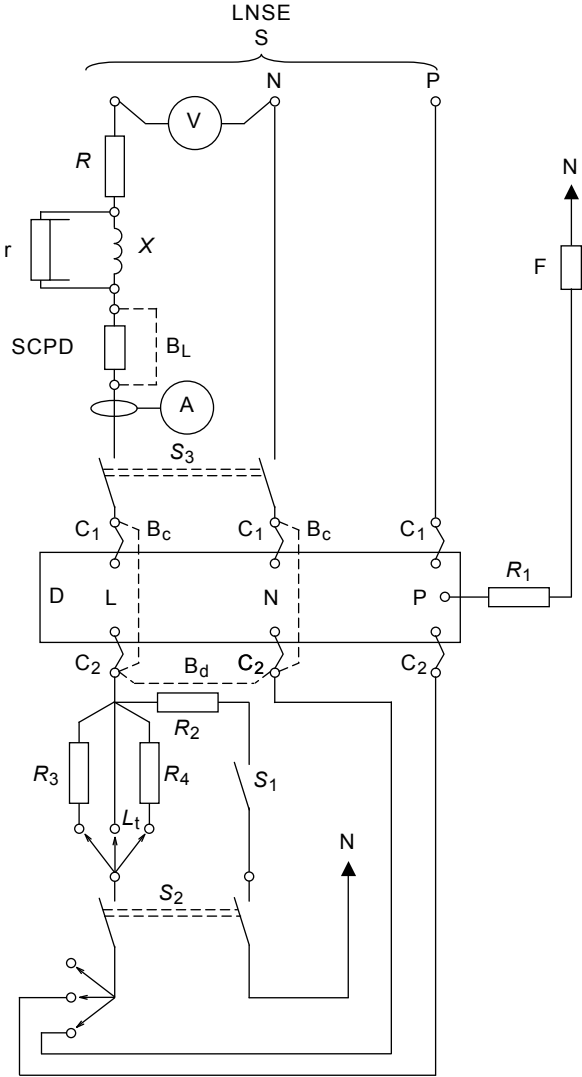 LNSE
S
N P
V
R
N
r X
F
SCPD B_L
A
S_3
C_1 B_c C_1 B_c C_1
R_1
D L N P
C_2 B_d C_2 C_2
R_2
R_3 R_4 S_1
L_t
N
S_2